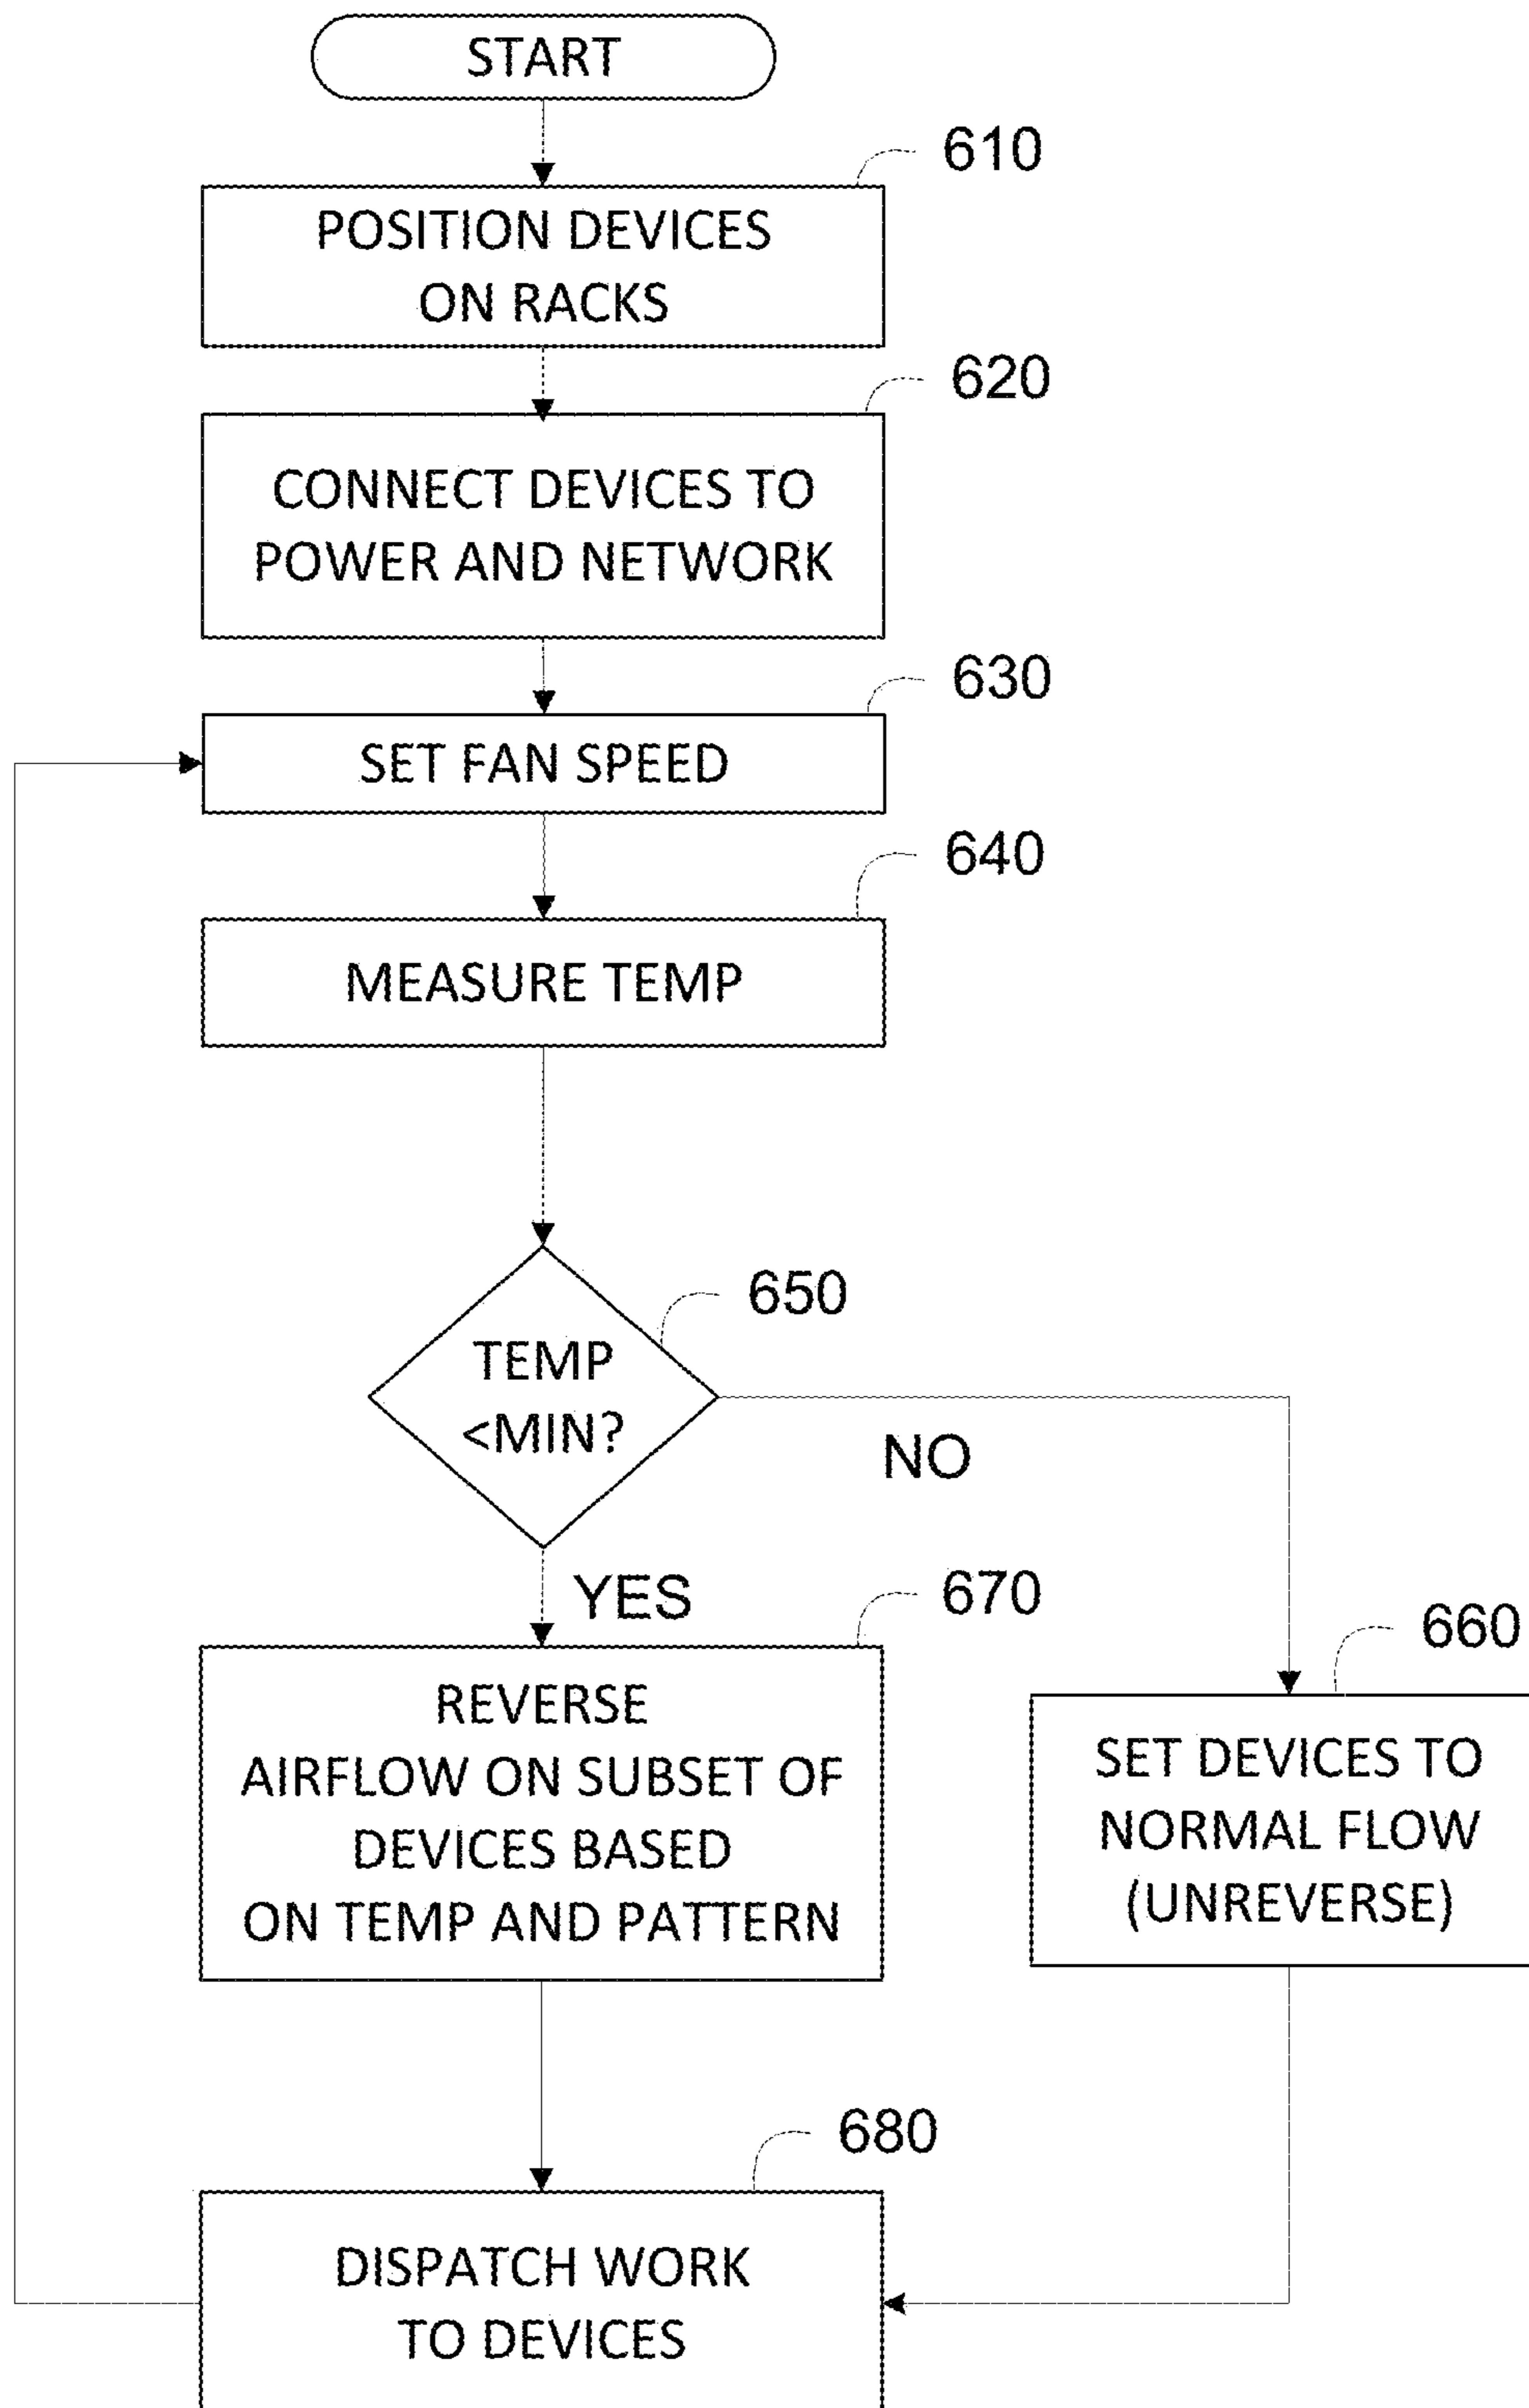 START
610
POSITION DEVICES
ON RACKS
620
CONNECT DEVICES TO
POWER AND NETWORK
630
SET FAN SPEED
640
MEASURE TEMP
650
TEMP
<MIN?
NO
YES
670
REVERSE
AIRFLOW ON SUBSET OF
DEVICES BASED
ON TEMP AND PATTERN
660
SET DEVICES TO
NORMAL FLOW
(UNREVERSE)
680
DISPATCH WORK
TO DEVICES